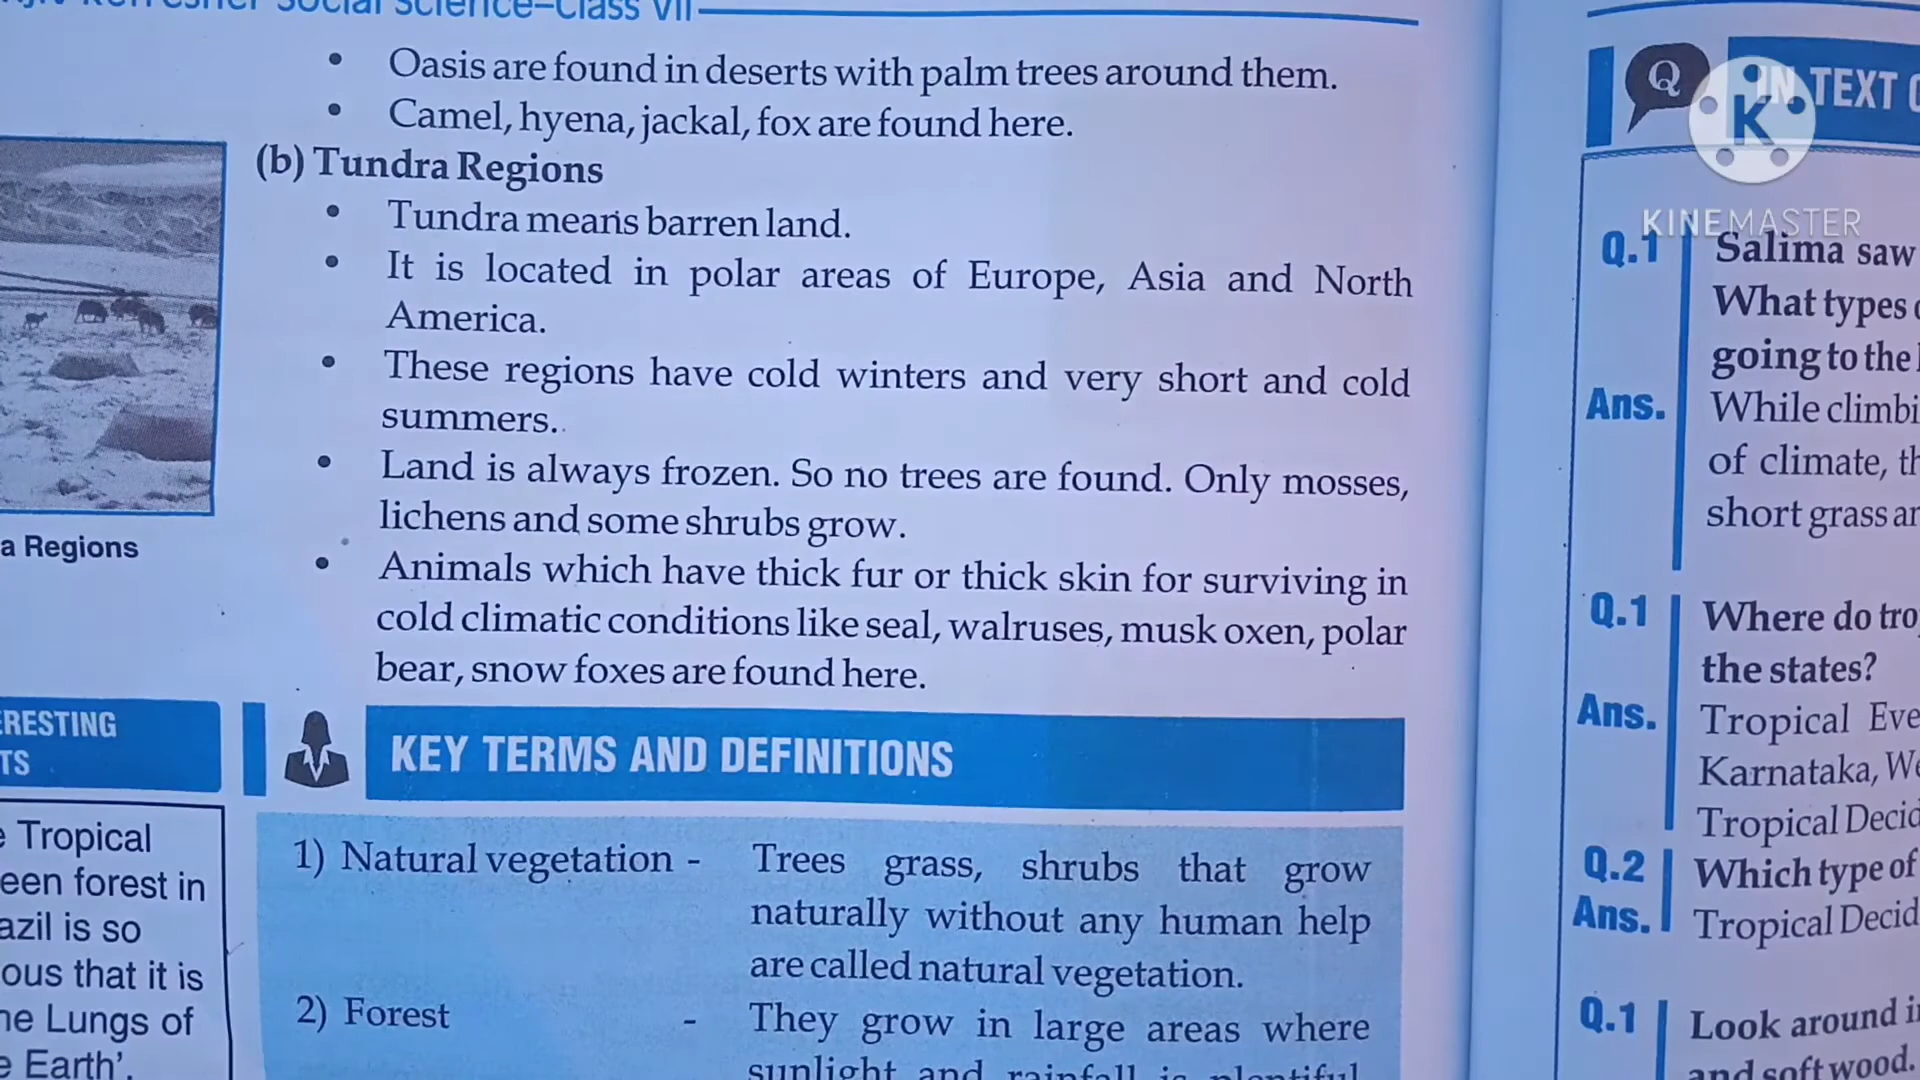 Refresher Social Science–Class VII
• Oasis are found in deserts with palm trees around them.
• Camel, hyena, jackal, fox are found here.
(b) Tundra Regions
• Tundra means barren land.
• It is located in polar areas of Europe, Asia and North
America.
• These regions have cold winters and very short and cold
summers.
• Land is always frozen. So no trees are found. Only mosses,
lichens and some shrubs grow.
• Animals which have thick fur or thick skin for surviving in
cold climatic conditions like seal, walruses, musk oxen, polar
bear, snow foxes are found here.
a Regions
KEY TERMS AND DEFINITIONS
1) Natural vegetation - Trees grass, shrubs that grow
naturally without any human help
are called natural vegetation.
2) Forest - They grow in large areas where
sunlight and rainfall is plentiful
ERESTING
TS
Tropical
een forest in
azil is so
ous that it is
he Lungs of
Earth'.
Q
IN TEXT
K
KINEMASTER
Q.1 Salima saw
What types
going to the
Ans. While climbi
of climate, th
short grass an
Q.1 Where do tro
the states?
Ans. Tropical Eve
Karnataka, We
Tropical Decid
Q.2 Which type of
Ans. Tropical Decid
Q.1 Look around in
and soft wood.